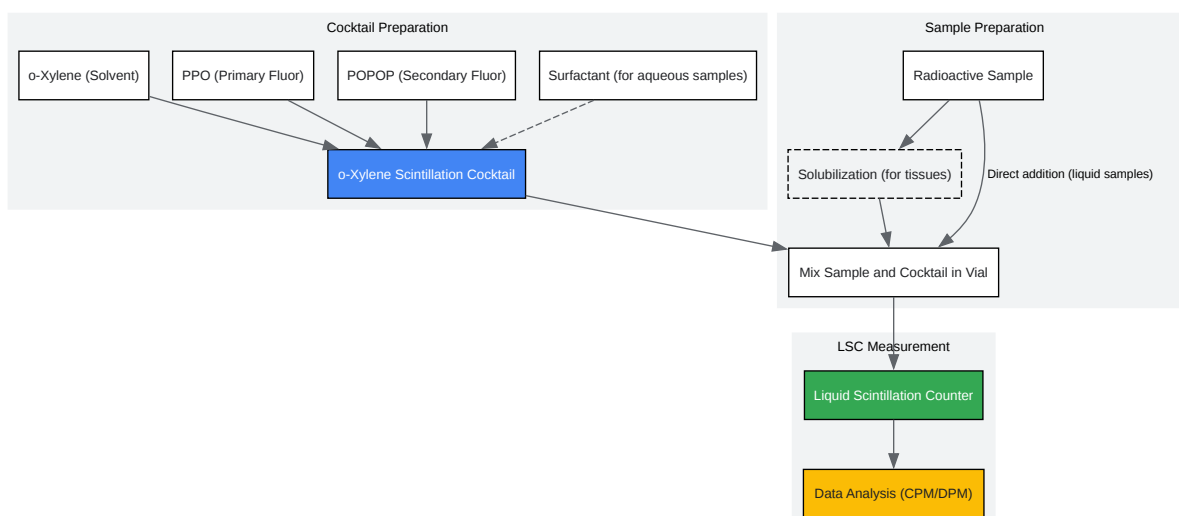 Cocktail Preparation
Sample Preparation
o-Xylene (Solvent)
PPO (Primary Fluor)
POPOP (Secondary Fluor)
Surfactant (for aqueous samples)
Radioactive Sample
o-Xylene Scintillation Cocktail
Solubilization (for tissues)
Direct addition (liquid samples)
Mix Sample and Cocktail in Vial
LSC Measurement
Liquid Scintillation Counter
Data Analysis (CPM/DPM)